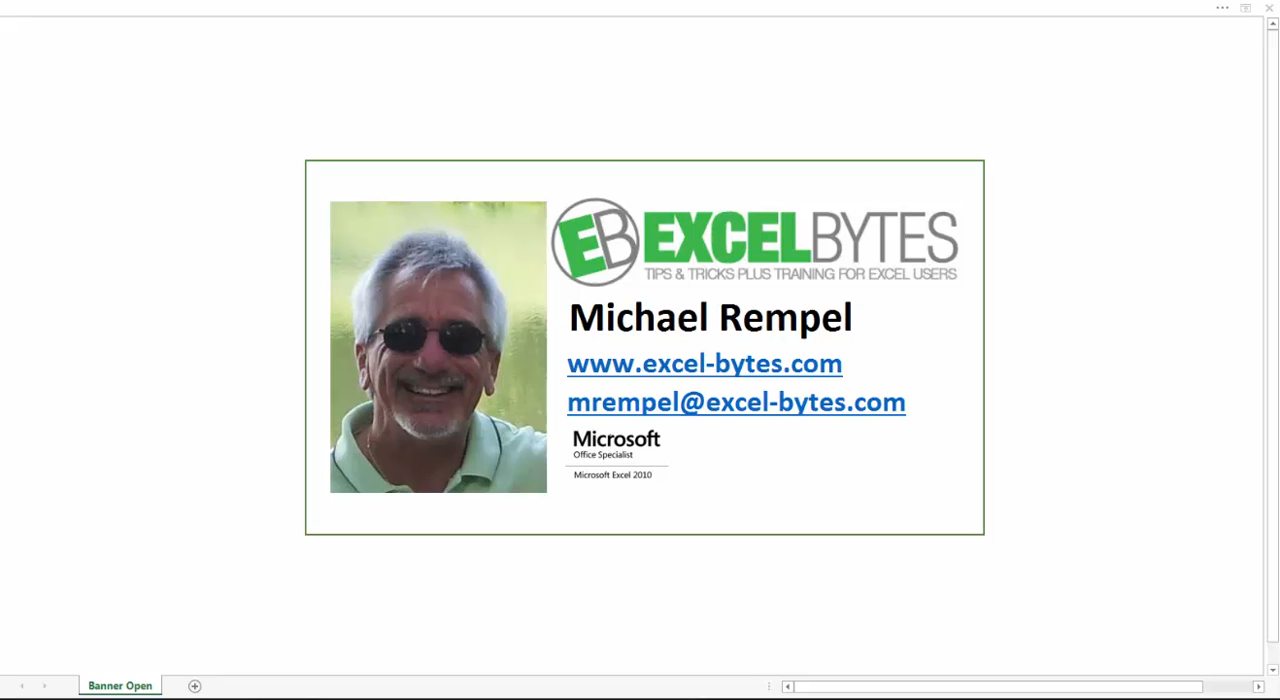 EB EXCELBYTES
TIPS & TRICKS PLUS TRAINING FOR EXCEL USERS
Michael Rempel
www.excel-bytes.com
mrempel@excel-bytes.com
Microsoft
Office Specialist
Microsoft Excel 2010
Banner Open